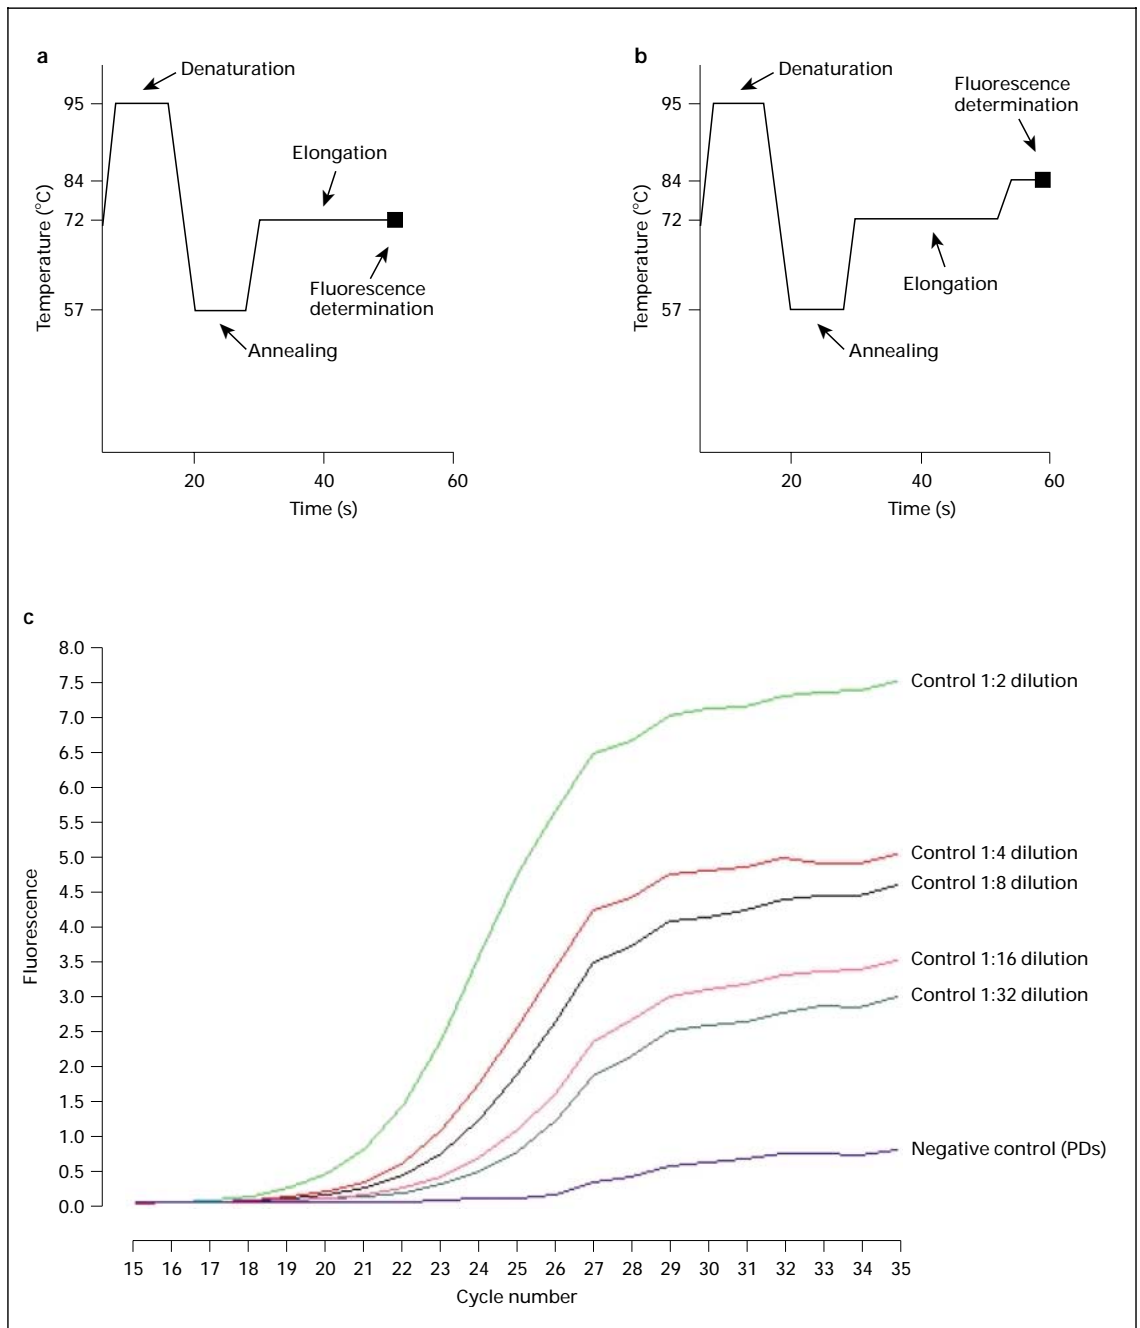 a
Denaturation
95
84
72
57
Temperature (°C)
Elongation
Fluorescence
determination
Annealing
20
40
60
Time (s)
b
Denaturation
Fluorescence
determination
95
84
72
57
Temperature (°C)
Elongation
Annealing
20
40
60
Time (s)
c
8.0
7.5
7.0
6.5
6.0
5.5
5.0
4.5
4.0
3.5
3.0
2.5
2.0
1.5
1.0
0.5
0.0
Fluorescence
Control 1:2 dilution
Control 1:4 dilution
Control 1:8 dilution
Control 1:16 dilution
Control 1:32 dilution
Negative control (PDs)
15 16 17 18 19 20 21 22 23 24 25 26 27 28 29 30 31 32 33 34 35
Cycle number